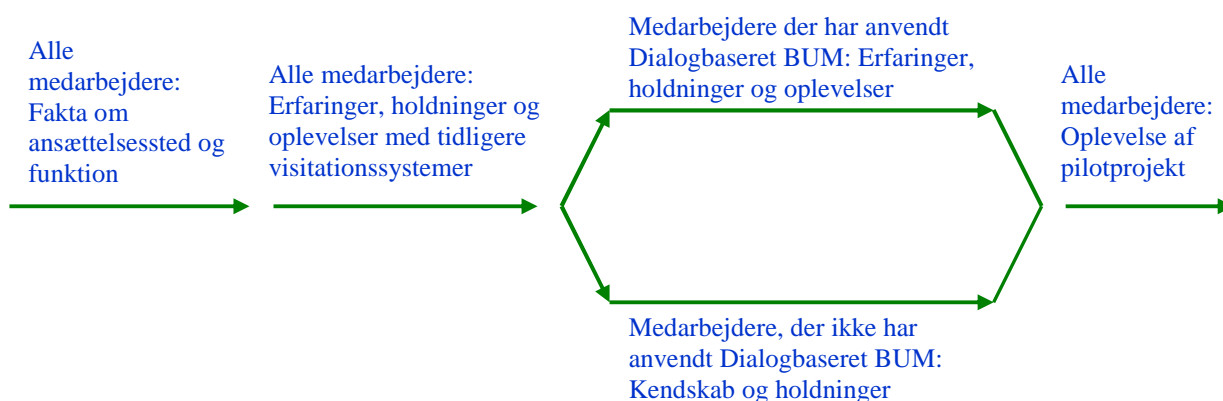 Alle
medarbejdere:
Fakta om
ansættelsessted og
funktion
Alle medarbejdere:
Erfaringer, holdninger og
oplevelser med tidligere
visitationssystemer
Medarbejdere der har anvendt
Dialogbaseret BUM: Erfaringer,
holdninger og oplevelser
Medarbejdere, der ikke har
anvendt Dialogbaseret BUM:
Kendskab og holdninger
Alle
medarbejdere:
Oplevelse af
pilotprojekt